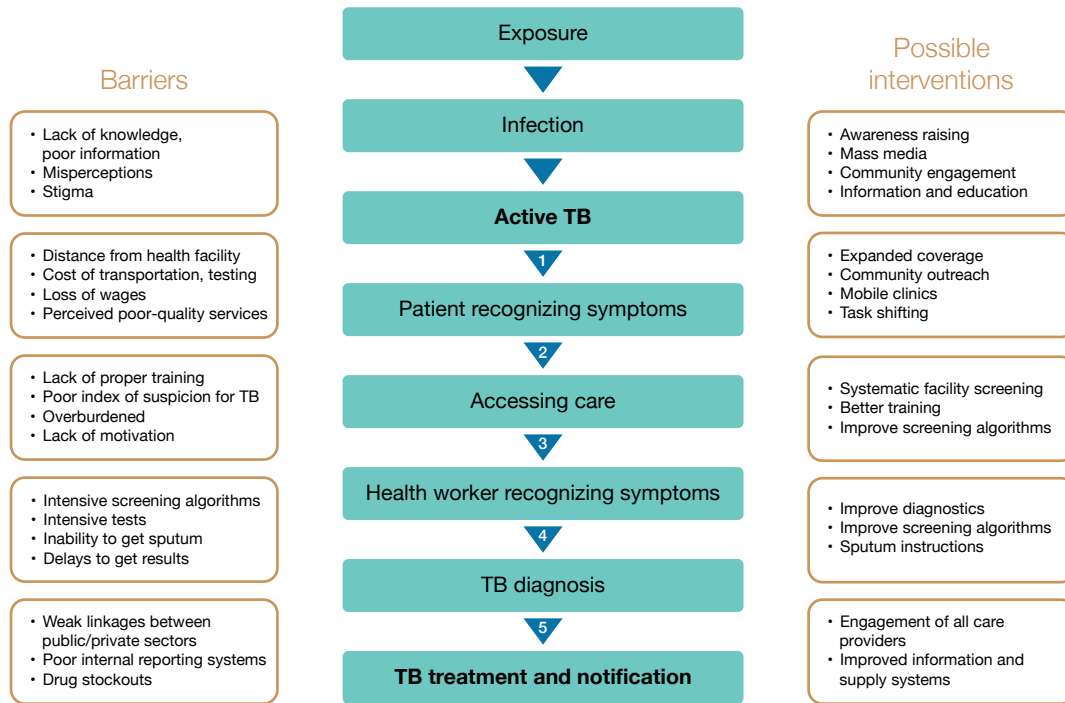 Barriers
• Lack of knowledge,
poor information
• Misperceptions
• Stigma
• Distance from health facility
• Cost of transportation, testing
• Loss of wages
• Perceived poor-quality services
• Lack of proper training
• Poor index of suspicion for TB
• Overburdened
• Lack of motivation
• Intensive screening algorithms
• Intensive tests
• Inability to get sputum
• Delays to get results
• Weak linkages between
public/private sectors
• Poor internal reporting systems
• Drug stockouts
Exposure
Infection
Active TB
1
Patient recognizing symptoms
2
Accessing care
3
Health worker recognizing symptoms
4
TB diagnosis
5
TB treatment and notification
Possible
interventions
• Awareness raising
• Mass media
• Community engagement
• Information and education
• Expanded coverage
• Community outreach
• Mobile clinics
• Task shifting
• Systematic facility screening
• Better training
• Improve screening algorithms
• Improve diagnostics
• Improve screening algorithms
• Sputum instructions
• Engagement of all care
providers
• Improved information and
supply systems